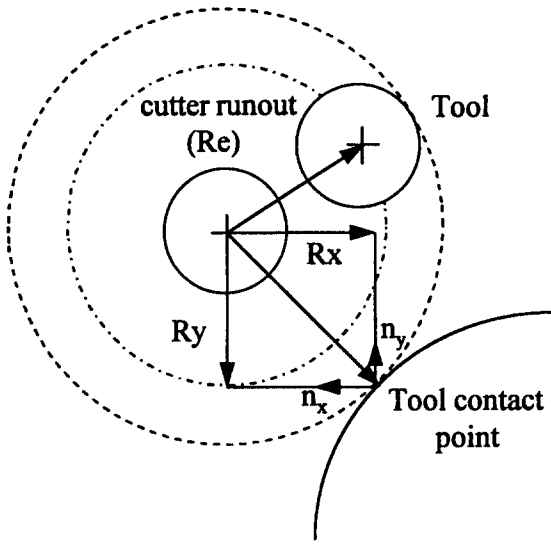 cutter runout
(Re)
Tool
Rx
Ry
ny
nx
Tool contact
point